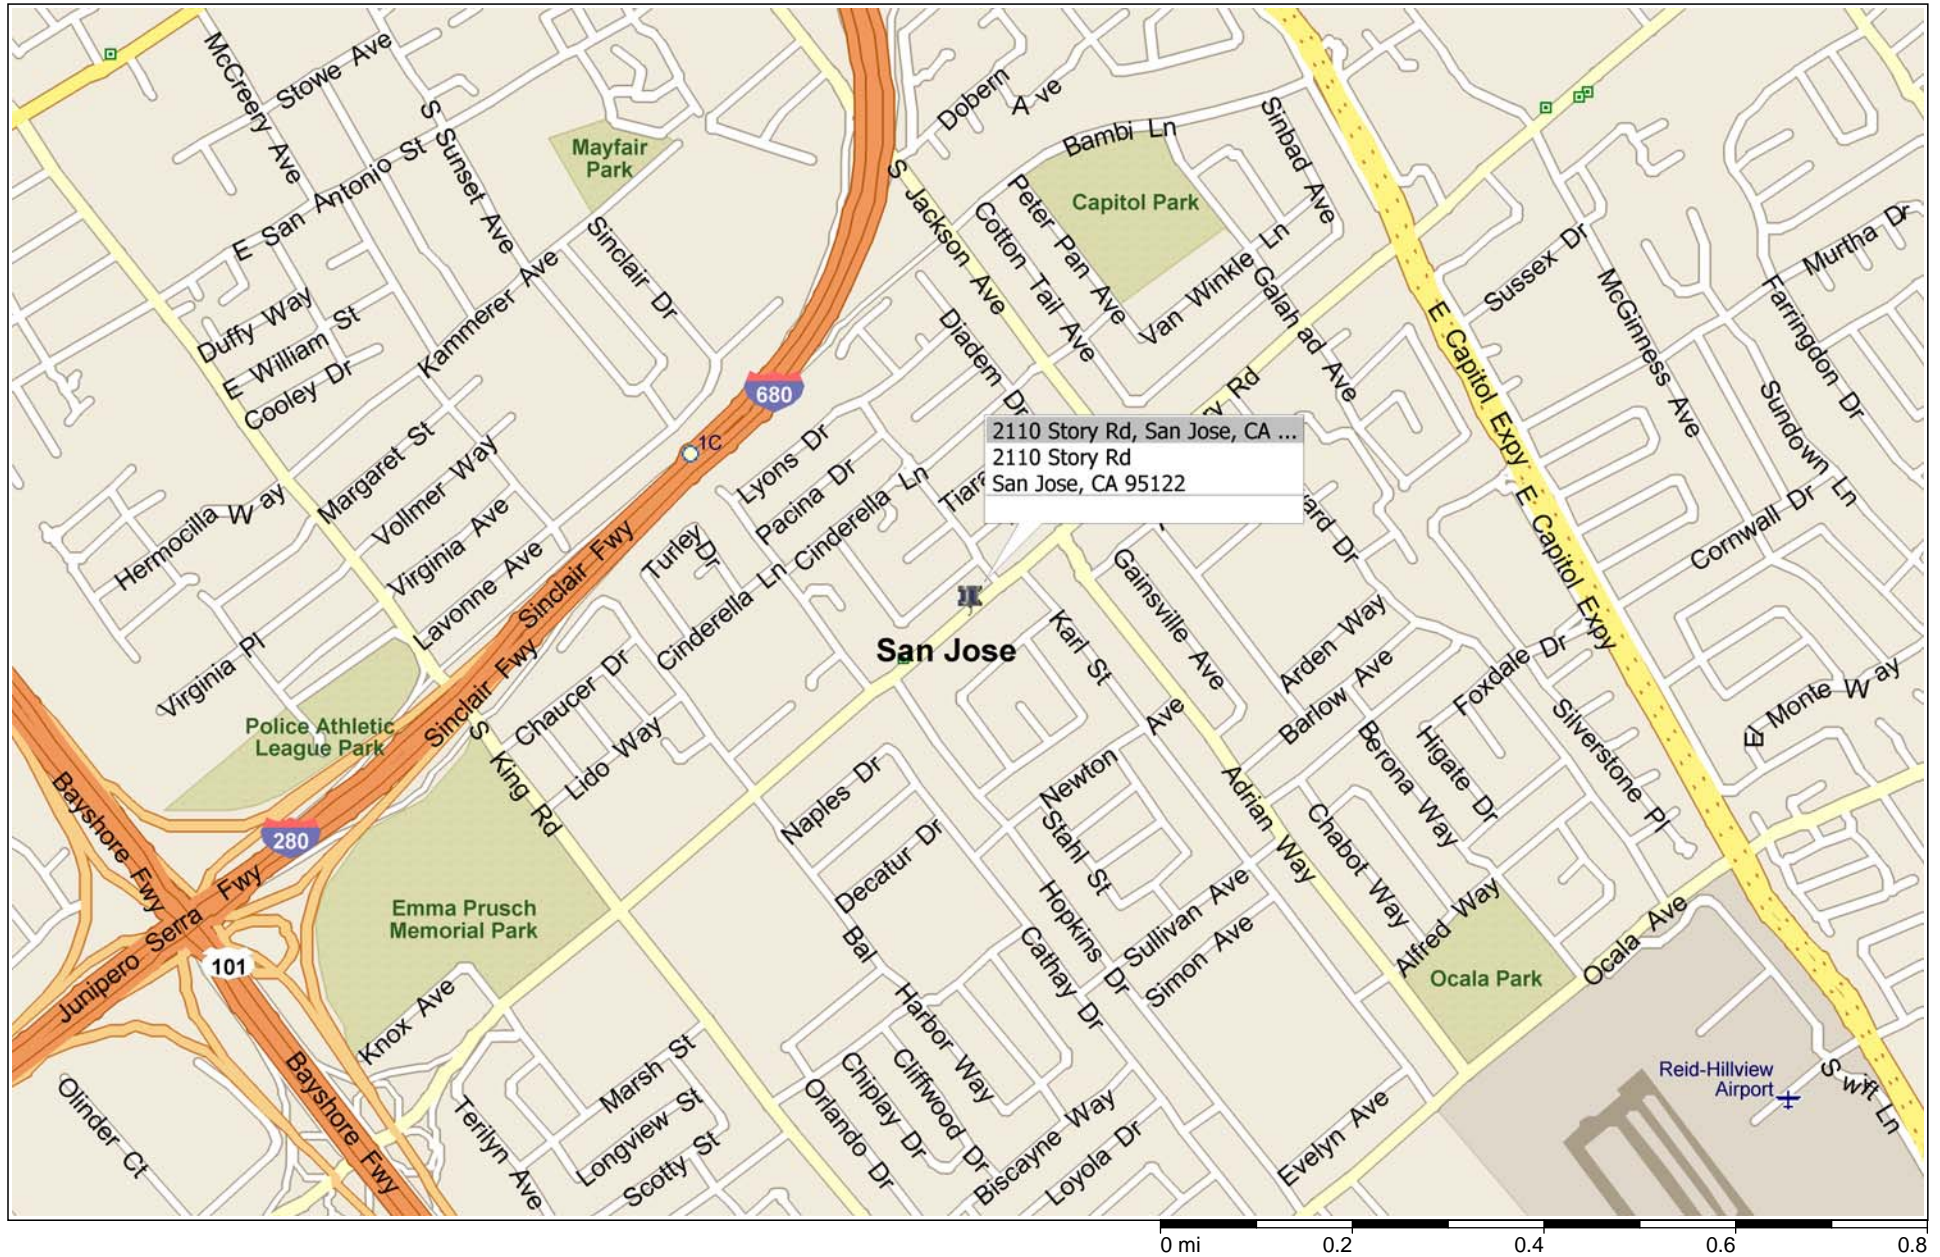 McCreery Ave
Stowe Ave
S Sunset Ave
E San Antonio St
Mayfair
Park
Dobern Ave
Bambi Ln
Sinbad Ave
Capitol Park
S Jackson Ave
Peter Pan Ave
Cotton Tail Ave
Van Winkle Ln
Galahad Ave
Sussex Dr
McGinness Ave
Murtha Dr
Farringdon Dr
Sinclair Dr
Duffy Way
E William St
Cooley Dr
Kammerer Ave
Diadem Dr
E Capitol Expy
680
1C
ry Rd
2110 Story Rd, San Jose, CA ...
2110 Story Rd
San Jose, CA 95122
Sundown Ln
Margaret St
Vollmer Way
Lyons Dr
Pacina Dr
Cinderella Ln
Tiara
ard Dr
E Capitol Expy
Cornwall Dr
Hermocilla Way
Virginia Ave
Lavonne Ave
Sinclair Fwy
Turley Dr
Cinderella Ln
San Jose
Karl St
Gainsville Ave
Arden Way
Barlow Ave
Foxdale Dr
E Monte Way
Virginia Pl
Police Athletic
League Park
Sinclair Fwy
Chaucer Dr
Lido Way
S King Rd
Berona Way
Higate Dr
Silverstone Pl
Newton Ave
Adrian Way
Bayshore Fwy
280
Naples Dr
Decatur Dr
Stahl St
Chabot Way
Alfred Way
Emma Prusch
Memorial Park
Bal Harbor Way
Hopkins Dr
Sullivan Ave
Simon Ave
Cathay Dr
Ocala Ave
Ocala Park
Junipero Serra Fwy
101
Knox Ave
Bayshore Fwy
Marsh St
Longview St
Scotty St
Terilyn Ave
Olinder Ct
Orlando Dr
Chiplay Dr
Cliffwood Dr
Biscayne Way
Loyola Dr
Evelyn Ave
Reid-Hillview
Airport
Swift Ln
0 mi 0.2 0.4 0.6 0.8